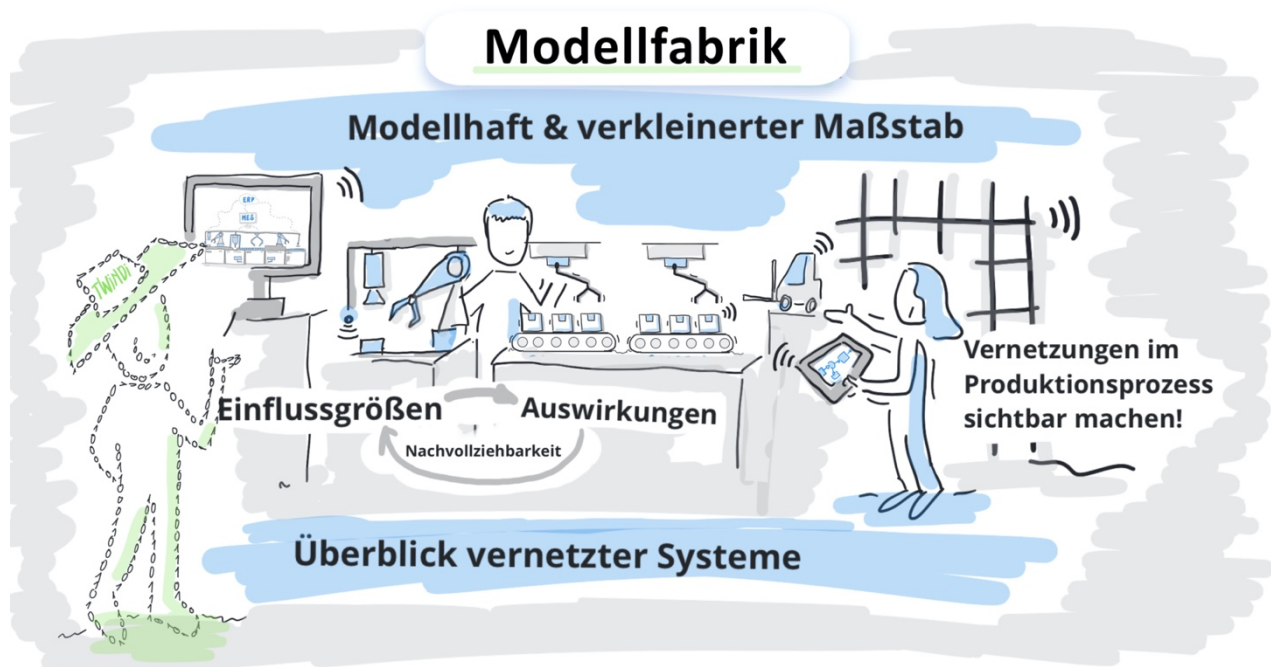 Modellfabrik
Modellhaft & verkleinerter Maßstab
ERP
MES
TWiNDi
Vernetzungen im
Produktionsprozess
sichtbar machen!
Einflussgrößen
Auswirkungen
Nachvollziehbarkeit
Überblick vernetzter Systeme